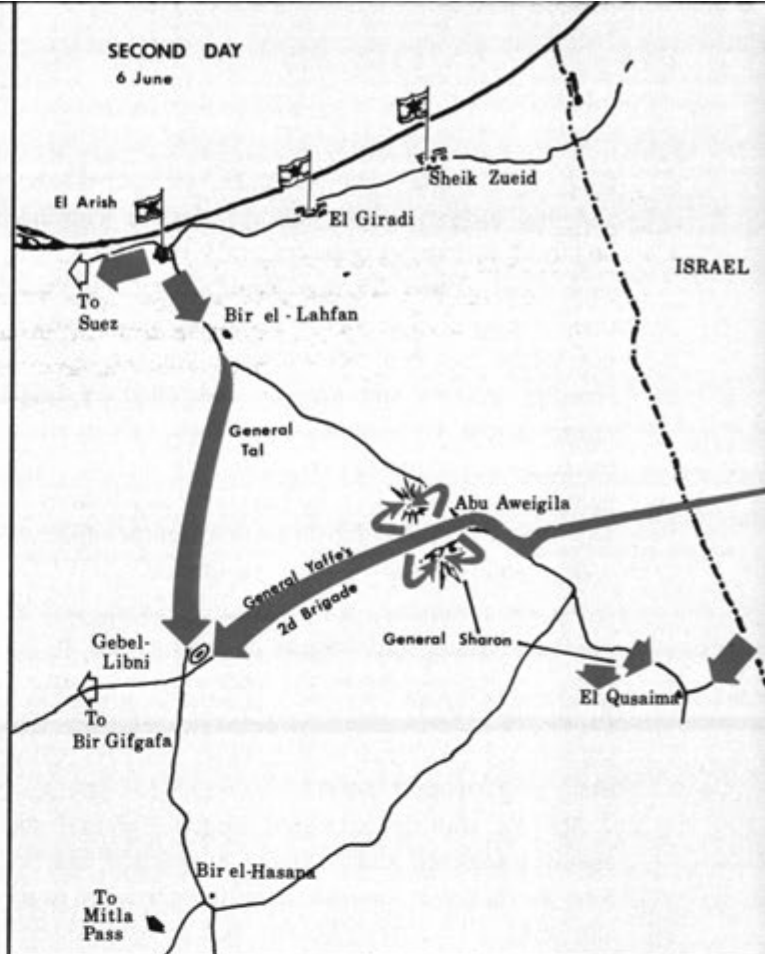 SECOND DAY
6 June
Sheik Zueid
El Arish
El Giradi
ISRAEL
To
Suez
Bir el - Lahfan
General
Tal
Abu Aweigila
General Yaffe's
2d Brigade
General Sharon
Gebel-
Libni
El Qusaima
To
Bir Gifgafa
Bir el-Hasana
To
Mitla
Pass